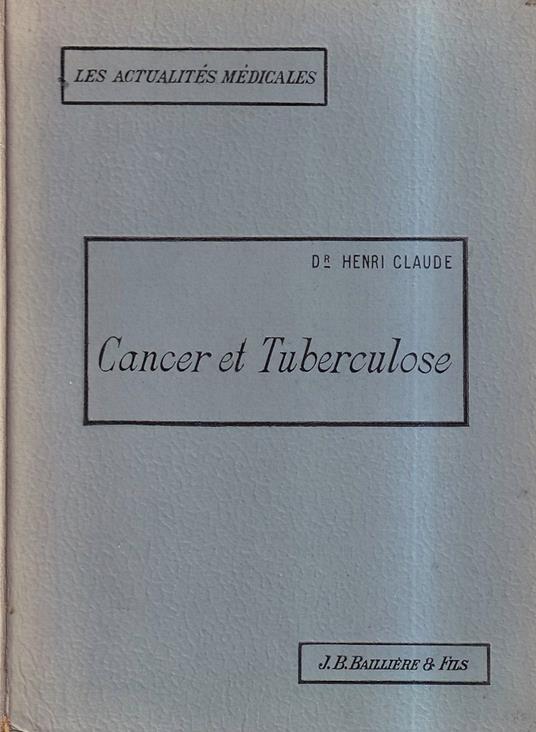 LES ACTUALITÉS MÉDICALES
DR HENRI CLAUDE
Cancer et Tuberculose
J. B. BAILLIÈRE & FILS